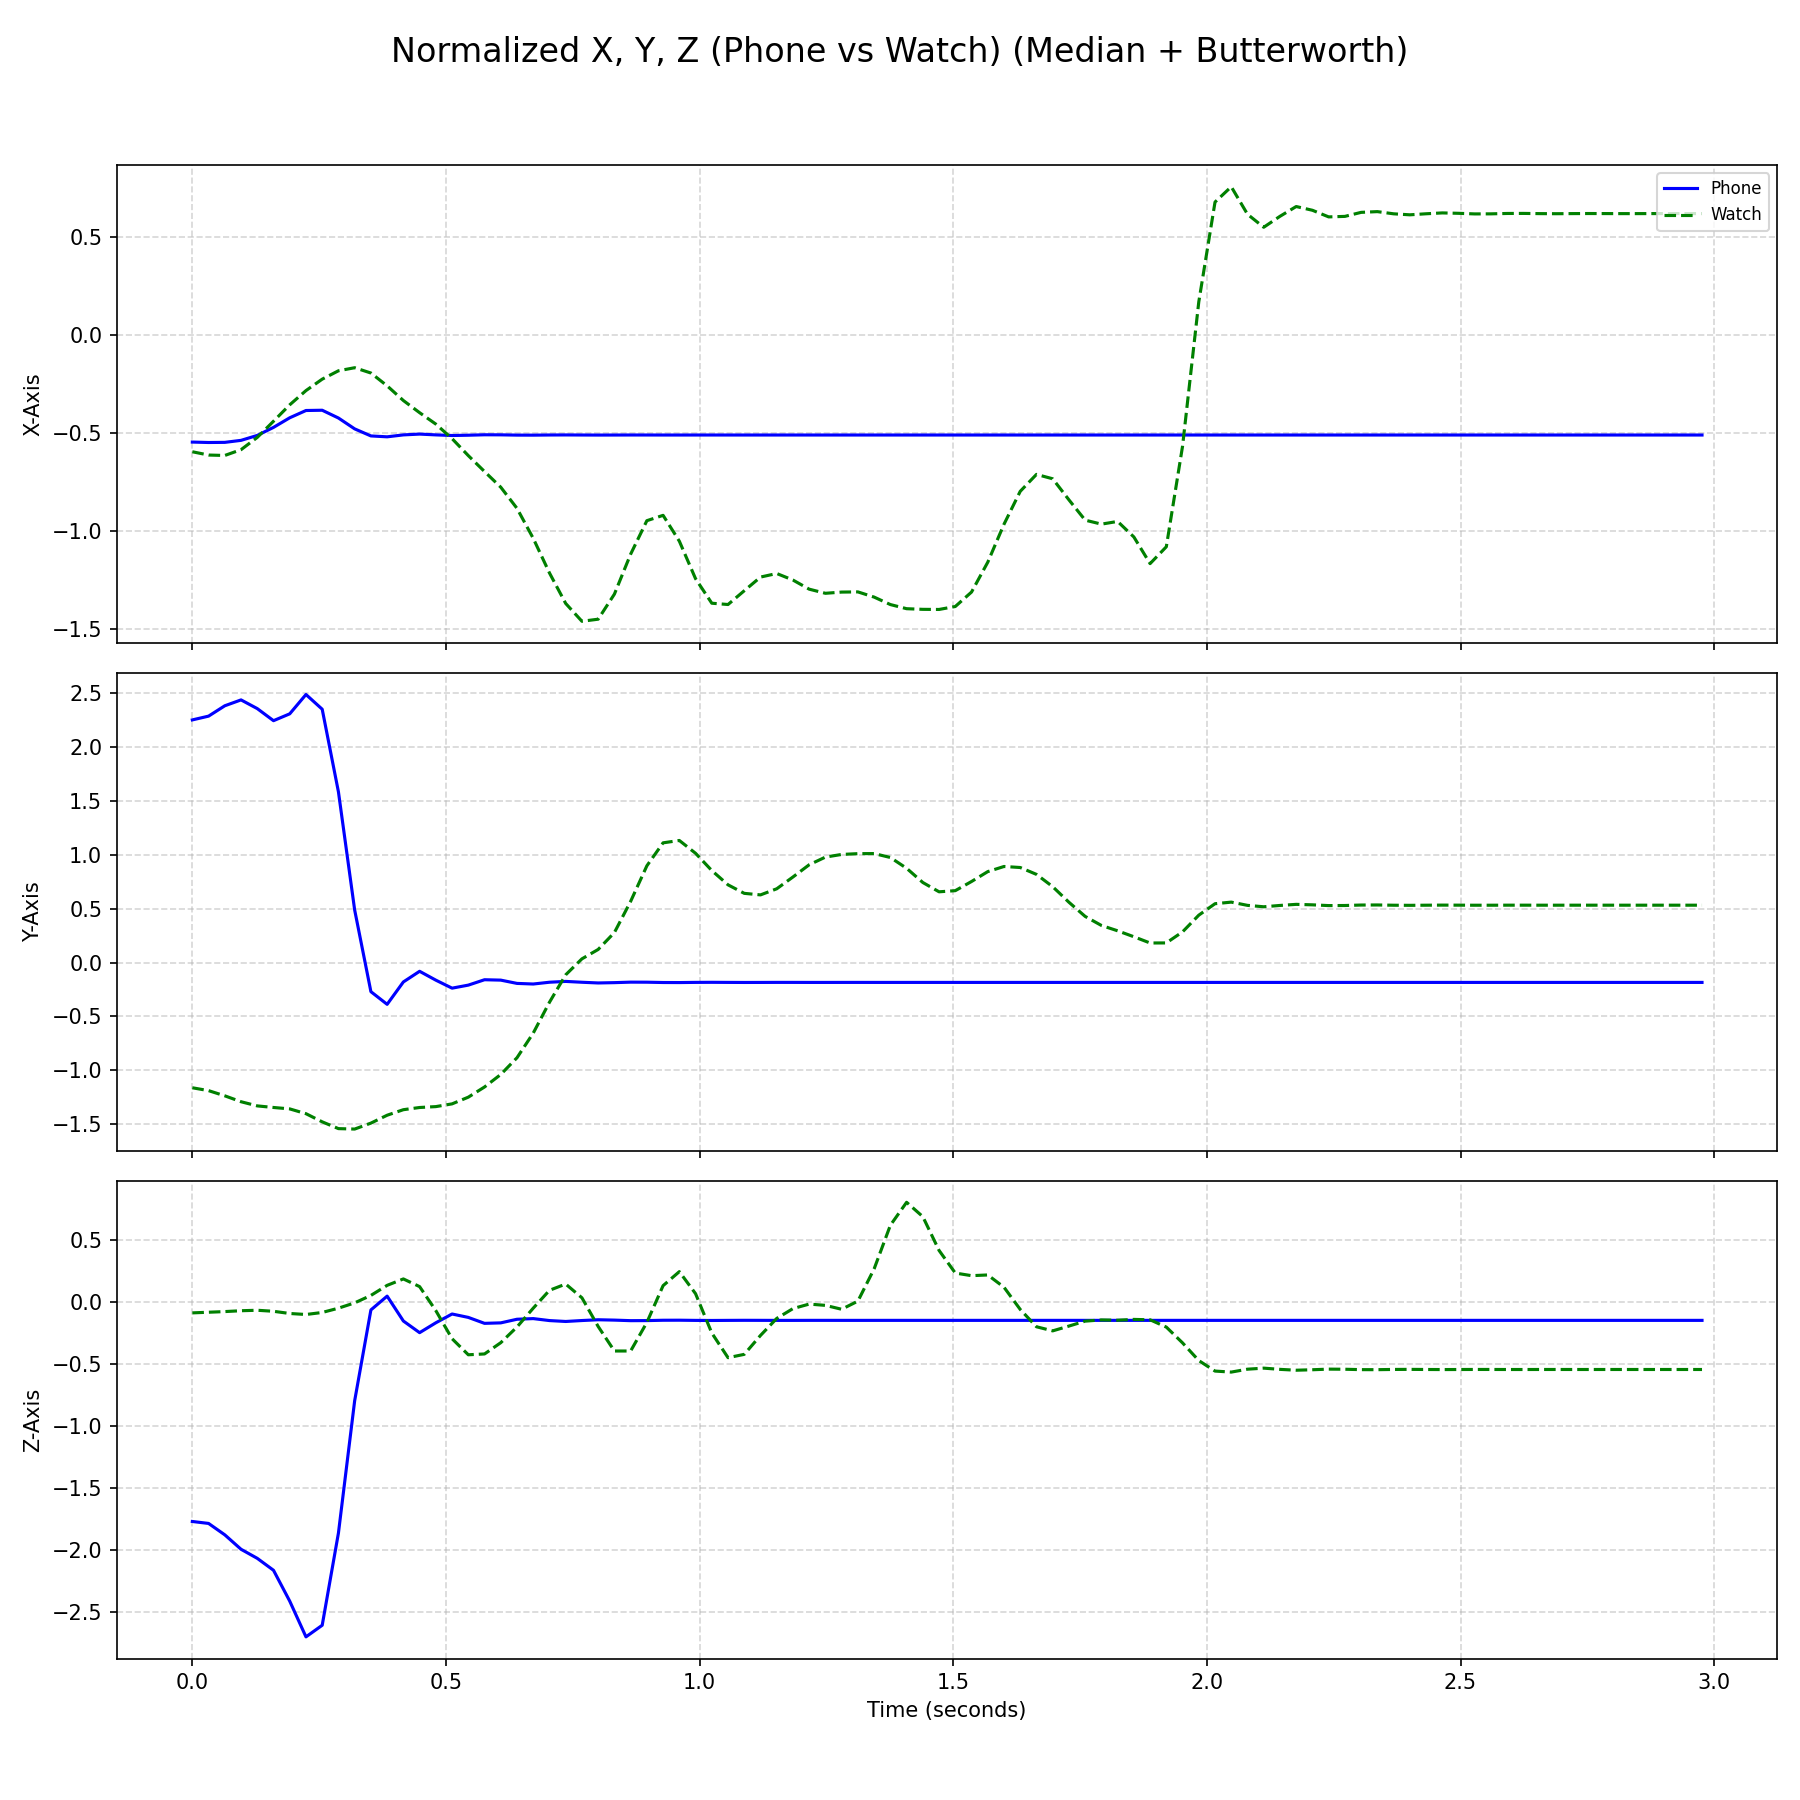 Normalized X, Y, Z (Phone vs Watch) (Median + Butterworth)
Phone
Watch
0.5
0.0
−0.5
−1.0
−1.5
X-Axis
2.5
2.0
1.5
1.0
0.5
0.0
−0.5
−1.0
−1.5
Y-Axis
0.5
0.0
−0.5
−1.0
−1.5
−2.0
−2.5
Z-Axis
0.0 0.5 1.0 1.5 2.0 2.5 3.0
Time (seconds)